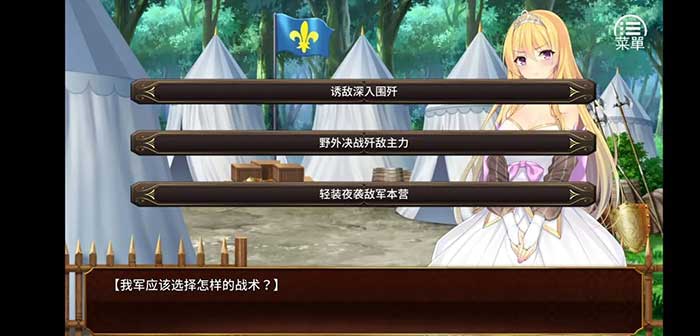 菜單
诱敌深入围歼
野外决战歼敌主力
轻装夜袭敌军本营
【我军应该选择怎样的战术？】